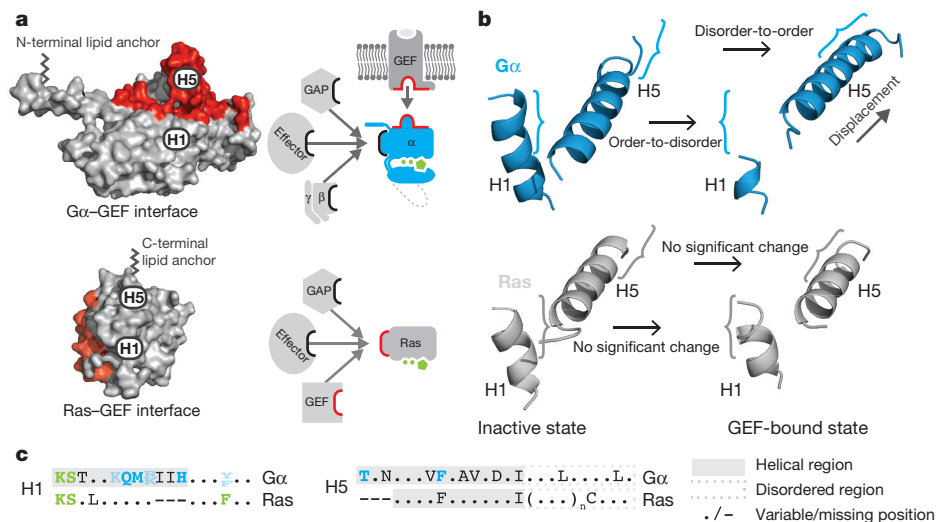 a
N-terminal lipid anchor
H5
H1
Gα–GEF interface
GAP
Effector
γ β
GEF
α
C-terminal
lipid anchor
H5
H1
Ras–GEF interface
GAP
Effector
GEF
Ras
b
Gα
H1
H5
Disorder-to-order
Order-to-disorder
H5
Displacement
H1
Ras
H1
H5
No significant change
No significant change
H5
H1
Inactive state
GEF-bound state
c
H1
KST. ..KQM IIH ... . .. Gα
KS.L.....---....F.. Ras
H5
T.N...VF.AV.D.I...L....L. Gα
---....F......I(...)nC... Ras
Helical region
Disordered region
./- Variable/missing position